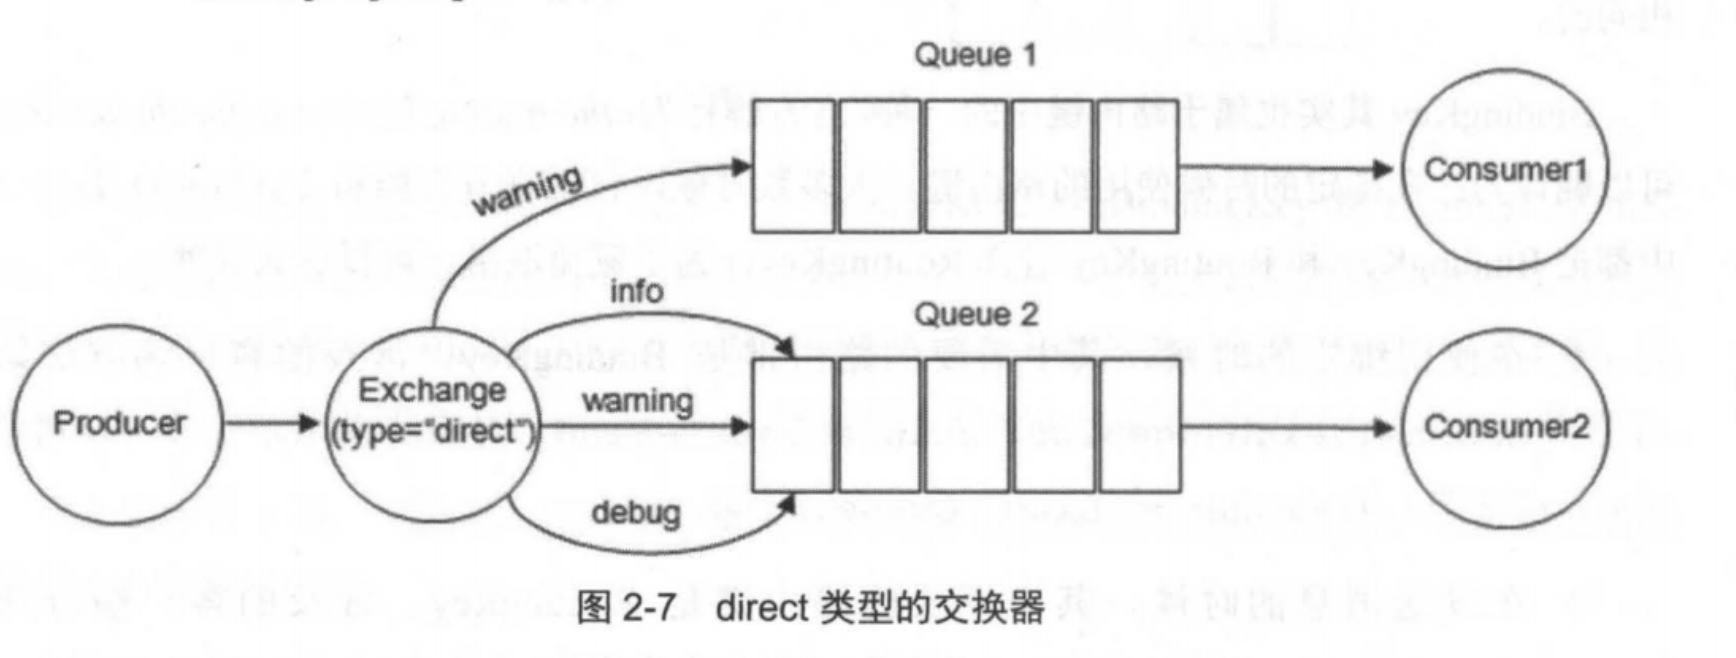 Queue 1
warning
Consumer1
info
Queue 2
Producer
Exchange
(type="direct")
warning
Consumer2
debug
图 2-7 direct 类型的交换器